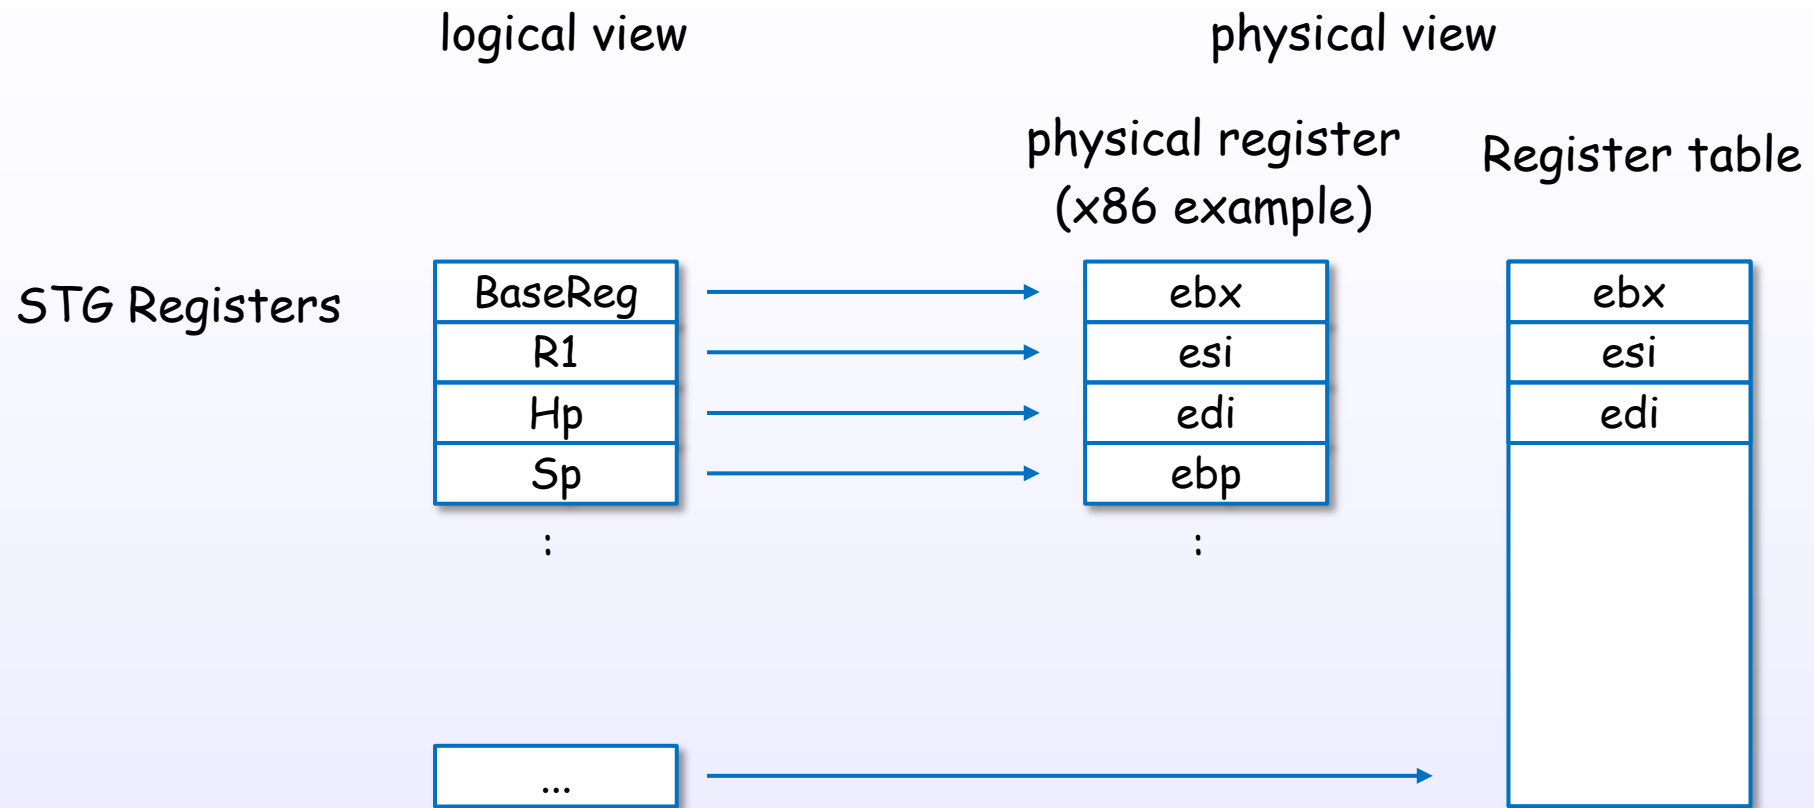 logical view
physical view
physical register
(x86 example)
Register table
STG Registers
BaseReg
ebx
ebx
R1
esi
esi
Hp
edi
edi
Sp
ebp
:
:
...